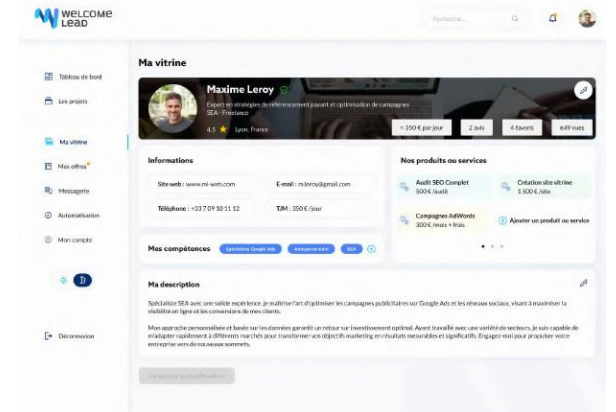 WELCOME
LEAD
Recherche...
Tableau de bord
Les projets
Ma vitrine
Mes offres
Messagerie
Automatisation
Mon compte
Déconnexion
Ma vitrine
Maxime Leroy
Expert en stratégies de référencement payant et optimisation de campagnes
SEA - Freelance
4.5 Lyon, France
< 350 € par jour
2 avis
4 favoris
649 vues
Informations
Site web : www.ml-web.com
E-mail : m.leroy@gmail.com
Téléphone : +33 7 09 10 11 12
TJM : 350 € /jour
Nos produits ou services
Audit SEO Complet
500 € /audit
Création site vitrine
1 500 € /site
Campagnes AdWords
300 € /mois + frais
Ajouter un produit ou service
Mes compétences
Spécialiste Google Ads
Analyse et suivi
SEA
Ma description
Spécialiste SEA avec une solide expérience, je maîtrise l'art d'optimiser les campagnes publicitaires sur Google Ads et les réseaux sociaux, visant à maximiser la
visibilité en ligne et les conversions de mes clients.
Mon approche personnalisée et basée sur les données garantit un retour sur investissement optimal. Ayant travaillé avec une variété de secteurs, je suis capable de
m'adapter rapidement à différents marchés pour transformer vos objectifs marketing en résultats mesurables et significatifs. Engagez-moi pour propulser votre
entreprise vers de nouveaux sommets.
Enregistrer les modifications